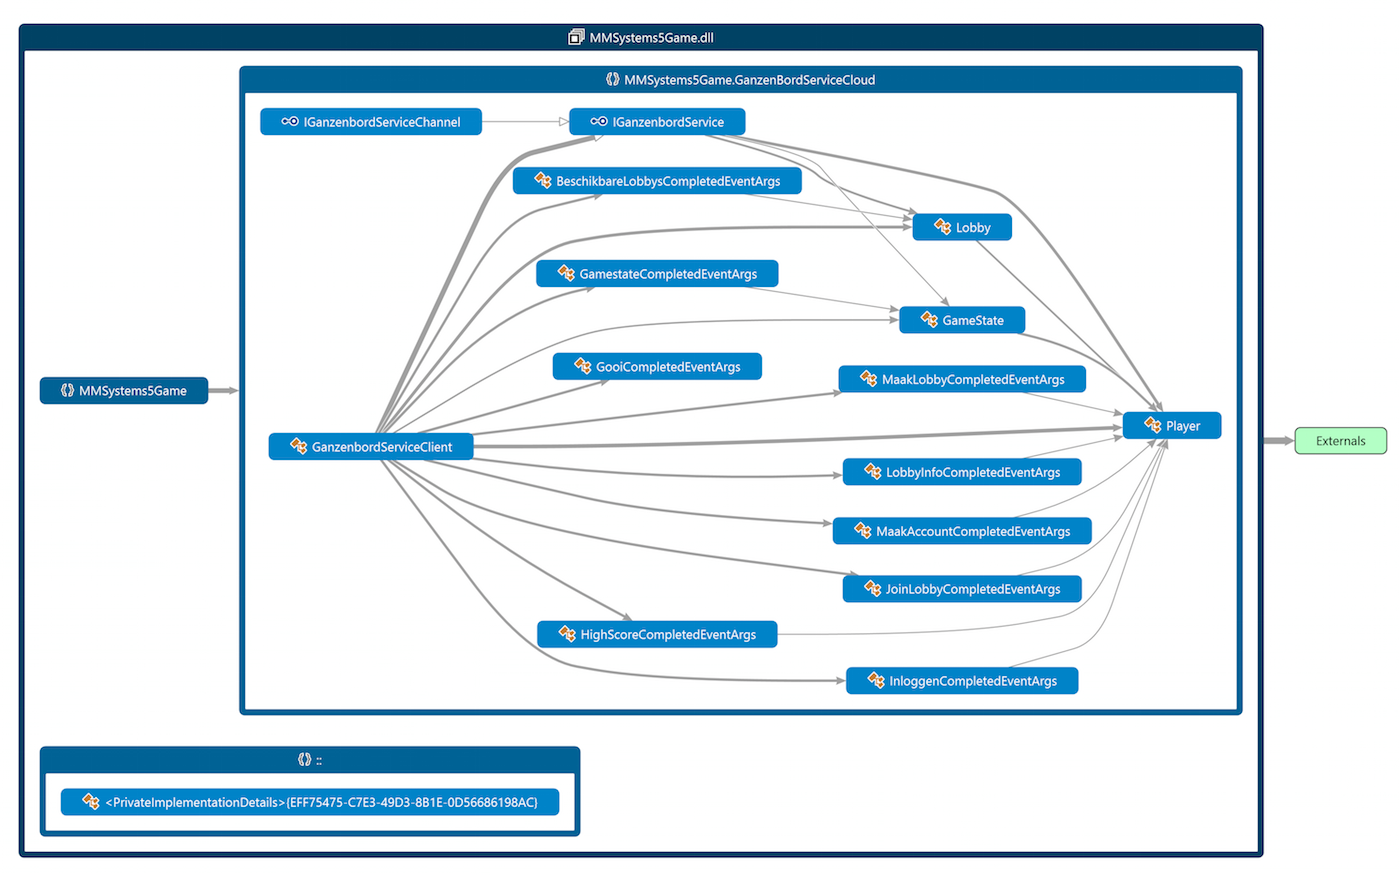 MMSystems5Game.dll
MMSystems5Game.GanzenBordServiceCloud
IGanzenbordServiceChannel
IGanzenbordService
BeschikbareLobbysCompletedEventArgs
Lobby
GamestateCompletedEventArgs
GameState
GooiCompletedEventArgs
MaakLobbyCompletedEventArgs
MMSystems5Game
Player
GanzenbordServiceClient
Externals
LobbyInfoCompletedEventArgs
MaakAccountCompletedEventArgs
JoinLobbyCompletedEventArgs
HighScoreCompletedEventArgs
InloggenCompletedEventArgs
::
<PrivateImplementationDetails>{EFF75475-C7E3-49D3-8B1E-0D56686198AC}